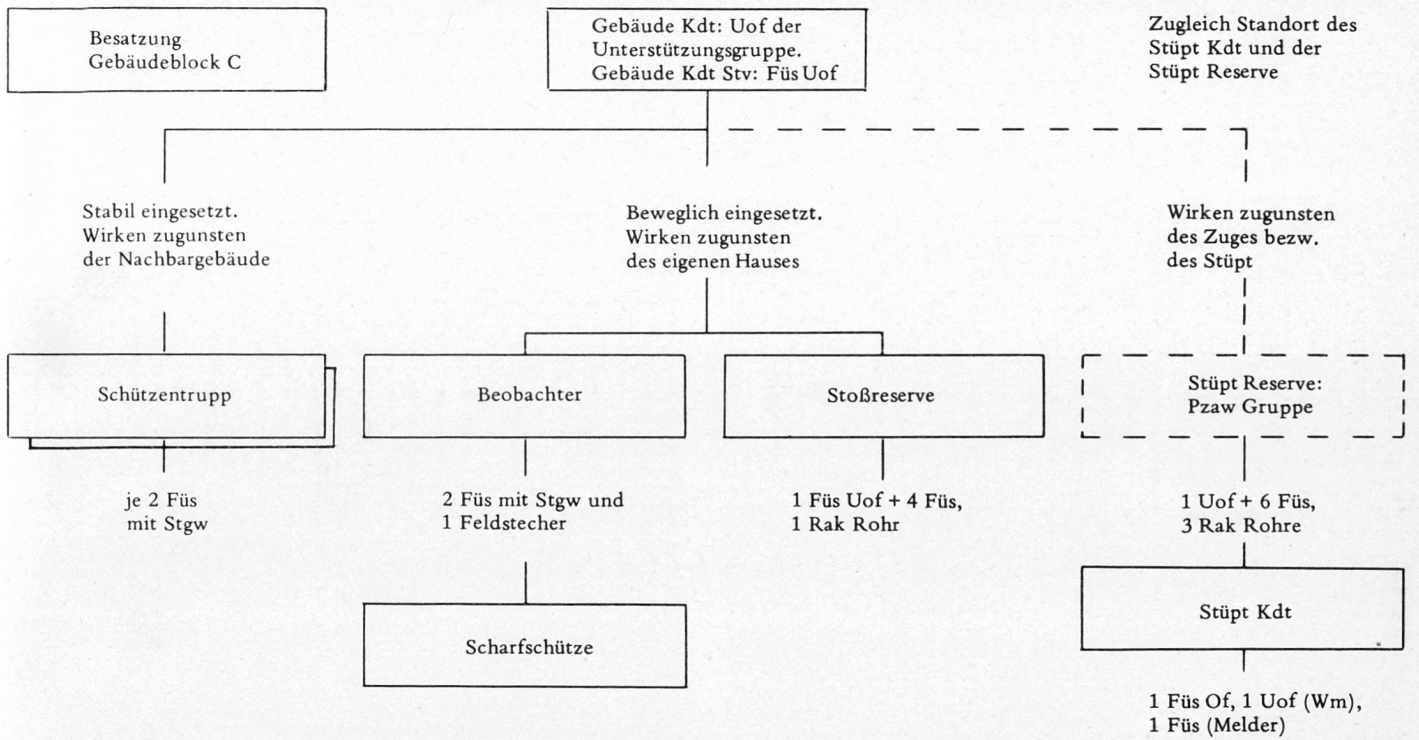 Besatzung
Gebäudeblock C
Gebäude Kdt: Uof der
Unterstützungsgruppe.
Gebäude Kdt Stv: Füs Uof
Zugleich Standort des
Stüpt Kdt und der
Stüpt Reserve
Stabil eingesetzt.
Wirken zugunsten
der Nachbargebäude
Beweglich eingesetzt.
Wirken zugunsten
des eigenen Hauses
Wirken zugunsten
des Zuges bezw.
des Stüpt
Schützentrupp
Beobachter
Stoßreserve
Stüpt Reserve:
Pzaw Gruppe
je 2 Füs
mit Stgw
2 Füs mit Stgw und
1 Feldstecher
1 Füs Uof + 4 Füs,
1 Rak Rohr
1 Uof + 6 Füs,
3 Rak Rohre
Scharfschütze
Stüpt Kdt
1 Füs Of, 1 Uof (Wm),
1 Füs (Melder)